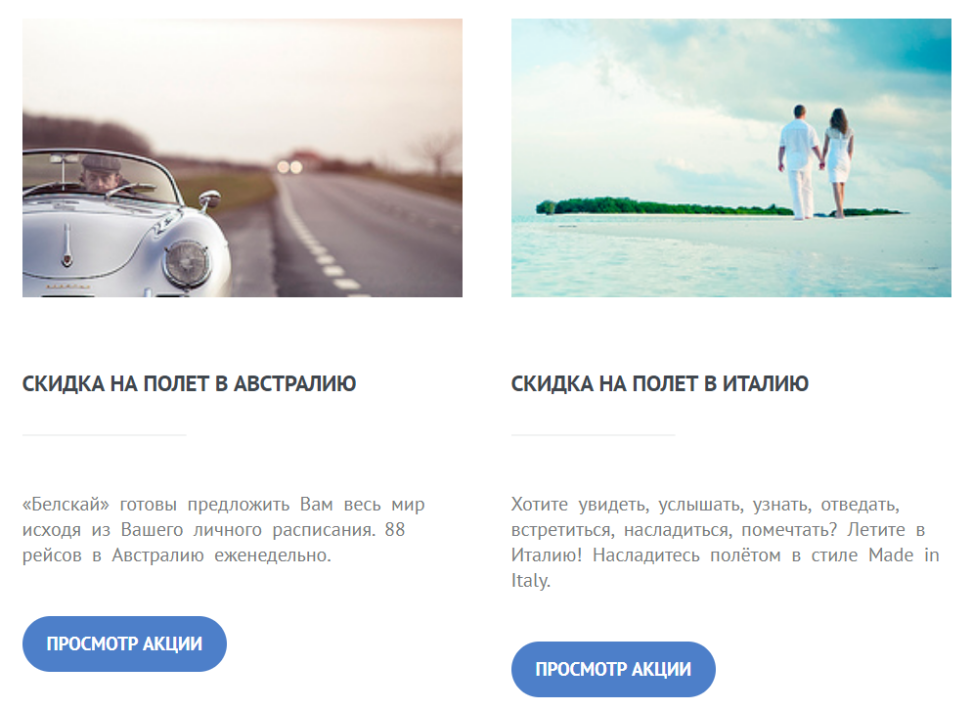 СКИДКА НА ПОЛЕТ В АВСТРАЛИЮ
«Белскай» готовы предложить Вам весь мир
исходя из Вашего личного расписания. 88
рейсов в Австралию еженедельно.
ПРОСМОТР АКЦИИ
СКИДКА НА ПОЛЕТ В ИТАЛИЮ
Хотите увидеть, услышать, узнать, отведать,
встретиться, насладиться, помечтать? Летите в
Италию! Насладитесь полётом в стиле Made in
Italy.
ПРОСМОТР АКЦИИ